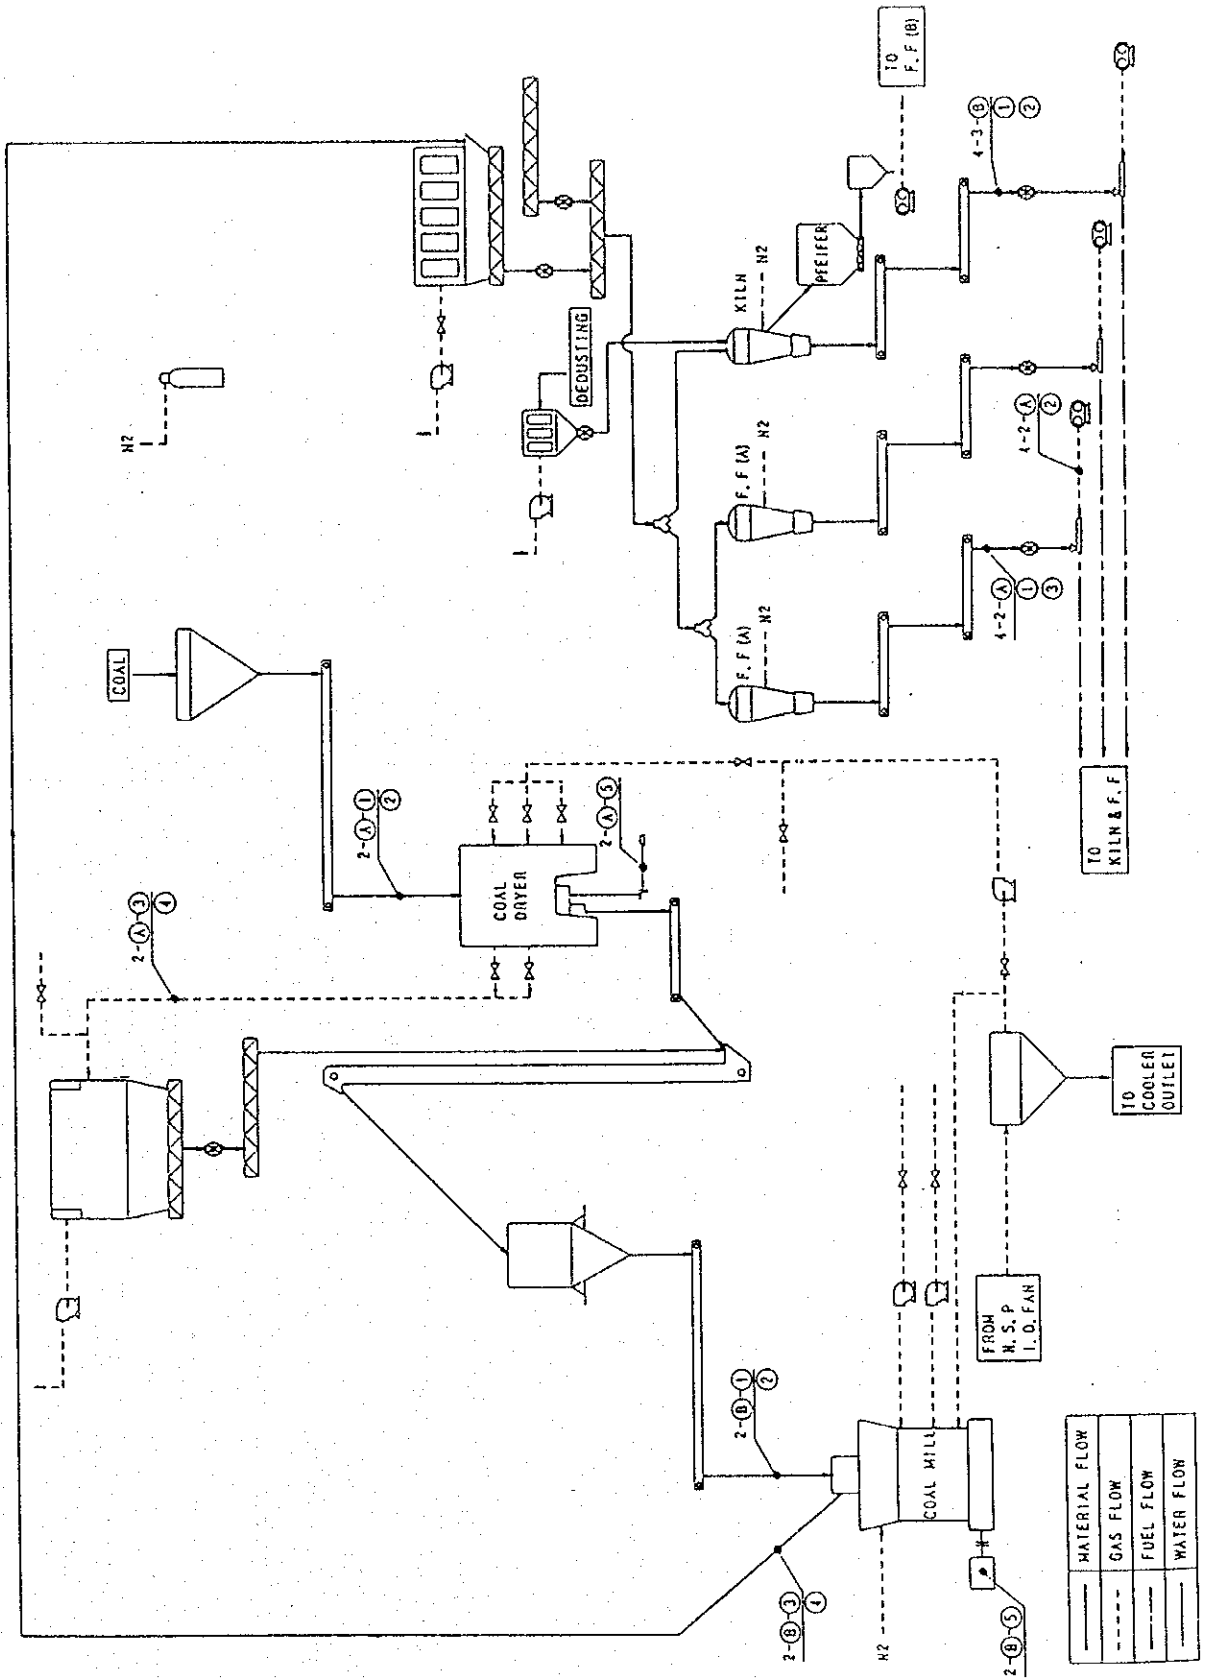 N2
COAL
2-Ⓐ-③
④
2-Ⓐ-①
②
COAL
DRYER
2-Ⓐ-⑤
DEDUSTING
KILN
N2
F.F (A)
N2
F.F (A)
N2
PFEIFER
TO
F.F (B)
4-3-Ⓑ
①
②
4-2-Ⓐ
②
4-2-Ⓐ
①
③
TO
KILN & F.F
TO
COOLER
OUTLET
FROM
N.S.P
I.D.FAN
2-Ⓑ-①
②
2-Ⓑ-③
④
COAL MILL
N2
2-Ⓑ-⑤
MATERIAL FLOW
GAS FLOW
FUEL FLOW
WATER FLOW